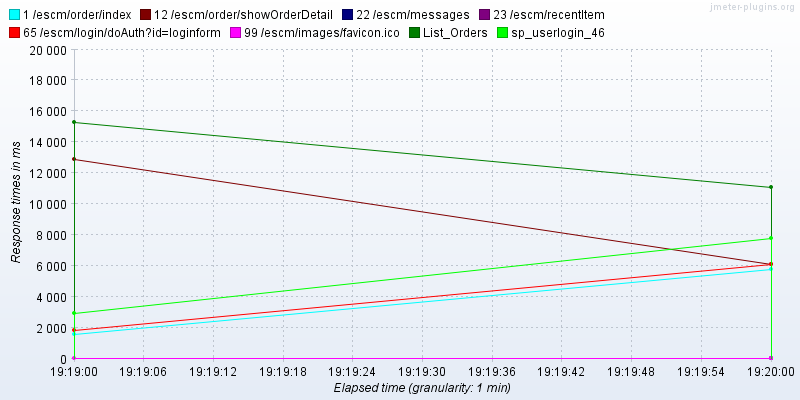 jmeter-plugins.org
1 /escm/order/index 12 /escm/order/showOrderDetail 22 /escm/messages 23 /escm/recentItem
65 /escm/login/doAuth?id=loginform 99 /escm/images/favicon.ico List_Orders sp_userlogin_46
20 000
18 000
16 000
14 000
12 000
10 000
8 000
6 000
4 000
2 000
0
Response times in ms
19:19:00 19:19:06 19:19:12 19:19:18 19:19:24 19:19:30 19:19:36 19:19:42 19:19:48 19:19:54 19:20:00
Elapsed time (granularity: 1 min)